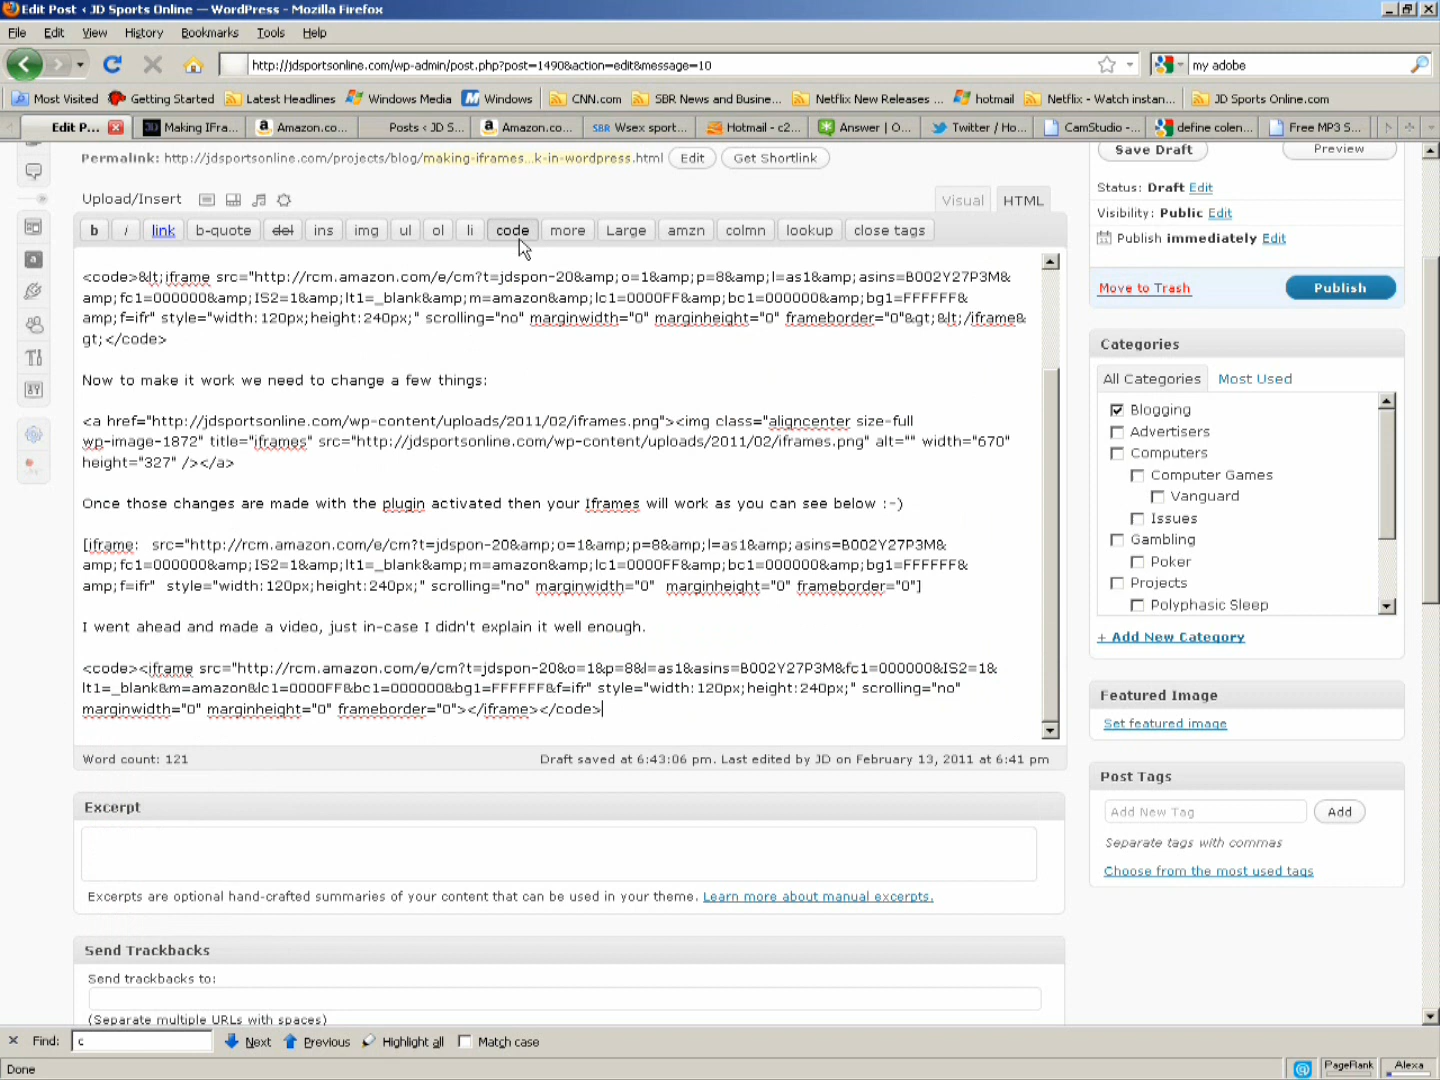 Edit Post ‹ JD Sports Online — WordPress - Mozilla Firefox
File Edit View History Bookmarks Tools Help
http://jdsportsonline.com/wp-admin/post.php?post=1490&action=edit&message=10
my adobe
Most Visited Getting Started Latest Headlines Windows Media Windows CNN.com SBR News and Busine... Netflix New Releases ... hotmail Netflix - Watch instan... JD Sports Online.com
Edit P... Making IFra... Amazon.co... Posts ‹ JD S... Amazon.co... SBR Wsex sport... Hotmail - c2... Answer | O... Twitter / Ho... CamStudio -... define colen... Free MP3 S...
Permalink: http://jdsportsonline.com/projects/blog/making-iframes...k-in-wordpress.html Edit Get Shortlink
Upload/Insert
Visual HTML
b i link b-quote del ins img ul ol li code more Large amzn colmn lookup close tags
<code>&lt;iframe src="http://rcm.amazon.com/e/cm?t=jdspon-20&amp;o=1&amp;p=8&amp;l=as1&amp;asins=B002Y27P3M&
amp;fc1=000000&amp;IS2=1&amp;lt1=_blank&amp;m=amazon&amp;lc1=0000FF&amp;bc1=000000&amp;bg1=FFFFFF&
amp;f=ifr" style="width:120px;height:240px;" scrolling="no" marginwidth="0" marginheight="0" frameborder="0"&gt;&lt;/iframe&
gt;</code>
Now to make it work we need to change a few things:
<a href="http://jdsportsonline.com/wp-content/uploads/2011/02/iframes.png"><img class="aligncenter size-full
wp-image-1872" title="iframes" src="http://jdsportsonline.com/wp-content/uploads/2011/02/iframes.png" alt="" width="670"
height="327" /></a>
Once those changes are made with the plugin activated then your Iframes will work as you can see below :-)
[iframe: src="http://rcm.amazon.com/e/cm?t=jdspon-20&amp;o=1&amp;p=8&amp;l=as1&amp;asins=B002Y27P3M&
amp;fc1=000000&amp;IS2=1&amp;lt1=_blank&amp;m=amazon&amp;lc1=0000FF&amp;bc1=000000&amp;bg1=FFFFFF&
amp;f=ifr" style="width:120px;height:240px;" scrolling="no" marginwidth="0" marginheight="0" frameborder="0"]
I went ahead and made a video, just in-case I didn't explain it well enough.
<code><iframe src="http://rcm.amazon.com/e/cm?t=jdspon-20&o=1&p=8&l=as1&asins=B002Y27P3M&fc1=000000&IS2=1&
lt1=_blank&m=amazon&lc1=0000FF&bc1=000000&bg1=FFFFFF&f=ifr" style="width:120px;height:240px;" scrolling="no"
marginwidth="0" marginheight="0" frameborder="0"></iframe></code>
Word count: 121
Draft saved at 6:43:06 pm. Last edited by JD on February 13, 2011 at 6:41 pm
Excerpt
Excerpts are optional hand-crafted summaries of your content that can be used in your theme. Learn more about manual excerpts.
Send Trackbacks
Send trackbacks to:
(Separate multiple URLs with spaces)
Save Draft Preview
Status: Draft Edit
Visibility: Public Edit
Publish immediately Edit
Move to Trash Publish
Categories
All Categories Most Used
Blogging
Advertisers
Computers
Computer Games
Vanguard
Issues
Gambling
Poker
Projects
Polyphasic Sleep
+ Add New Category
Featured Image
Set featured image
Post Tags
Add New Tag Add
Separate tags with commas
Choose from the most used tags
Find: c Next Previous Highlight all Match case
Done
PageRank Alexa